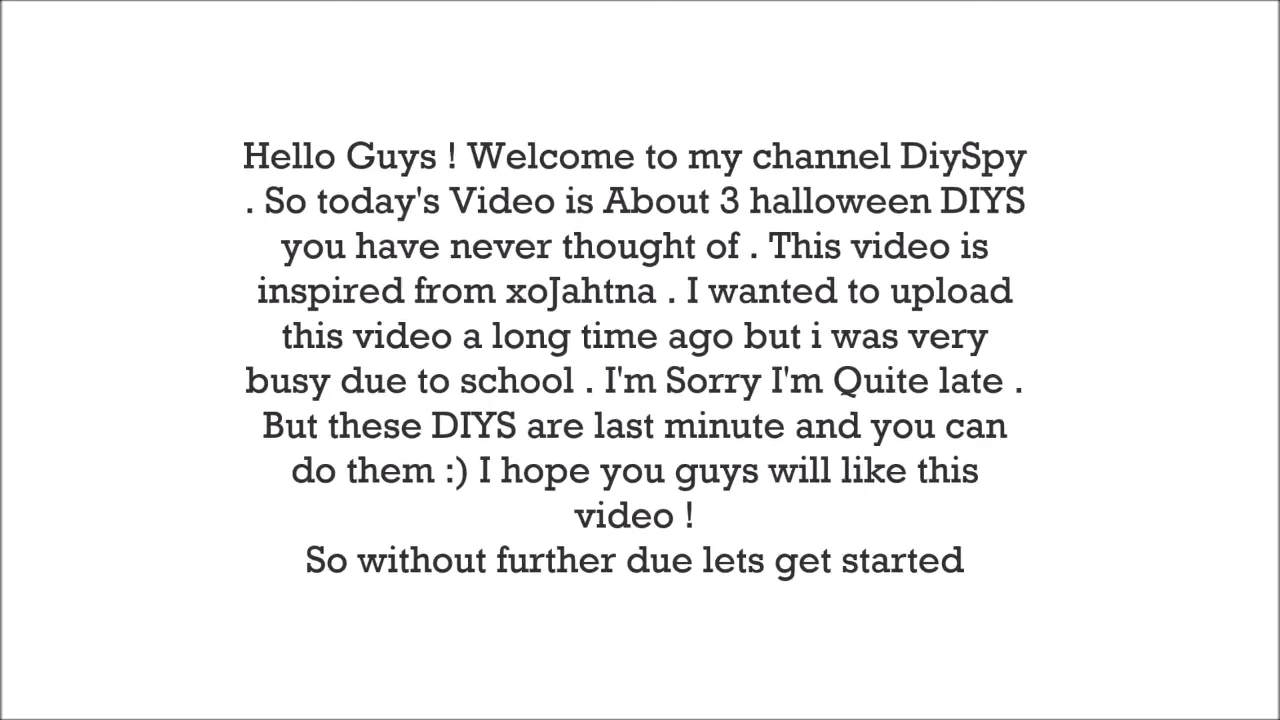 Hello Guys ! Welcome to my channel DiySpy
. So today's Video is About 3 halloween DIYS
you have never thought of . This video is
inspired from xoJahtna . I wanted to upload
this video a long time ago but i was very
busy due to school . I'm Sorry I'm Quite late .
But these DIYS are last minute and you can
do them :) I hope you guys will like this
video !
So without further due lets get started